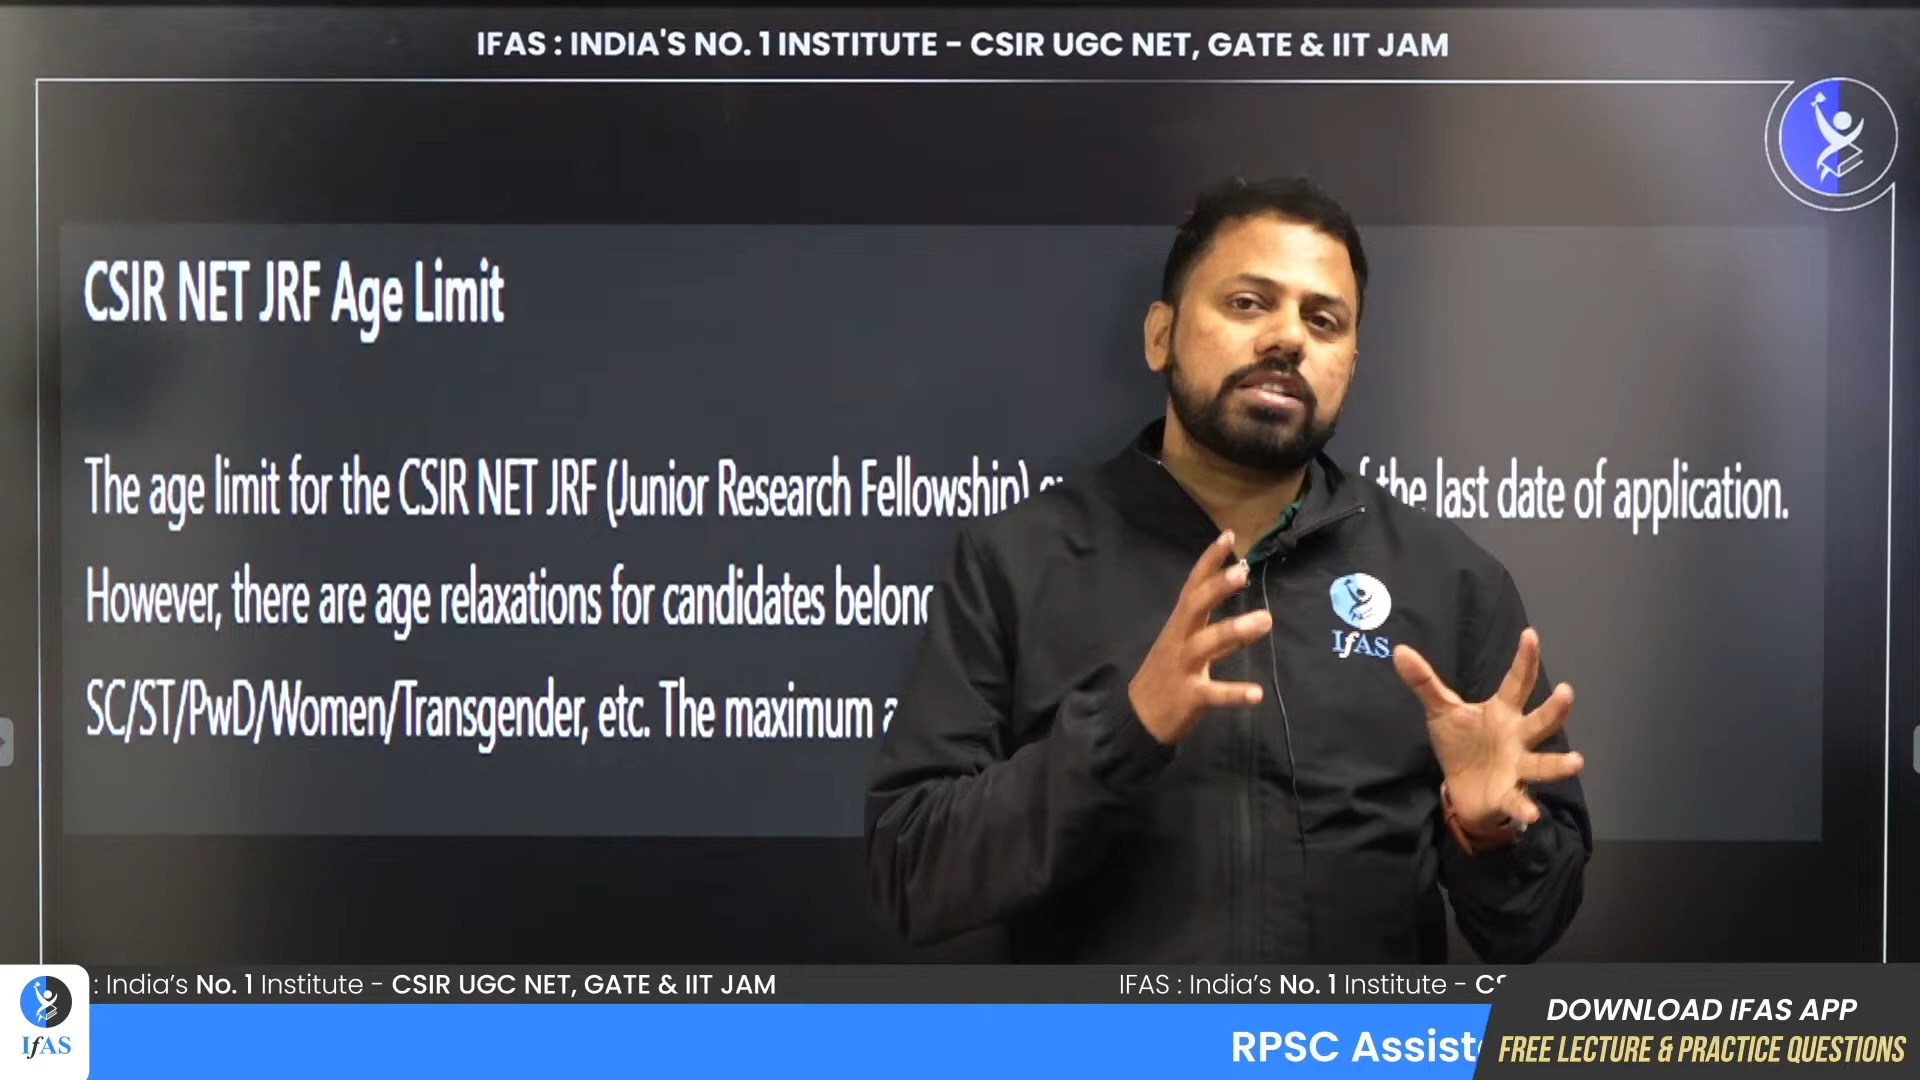 IFAS : INDIA'S NO. 1 INSTITUTE - CSIR UGC NET, GATE & IIT JAM
CSIR NET JRF Age Limit
The age limit for the CSIR NET JRF (Junior Research Fellowship) the last date of application.
However, there are age relaxations for candidates
SC/ST/PwD/Women/Transgender, etc. The maximum
IfAS
: India's No. 1 Institute - CSIR UGC NET, GATE & IIT JAM IFAS : India's No. 1 Institute -
IfAS
RPSC
DOWNLOAD IFAS APP
FREE LECTURE & PRACTICE QUESTIONS